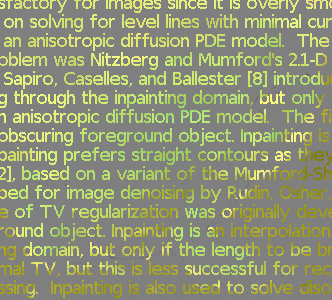 sfactory for images since it is overly smo
on solving for level lines with minimal cur
an anisotropic diffusion PDE model. The
oblem was Nitzberg and Mumford's 2.1-D
Sapiro, Caselles, and Ballester [8] introdu
g through the inpainting domain, but only
n anisotropic diffusion PDE model. The fi
obscuring foreground object. Inpainting is
painting prefers straight contours as they
2], based on a variant of the Mumford-Sh
ped for image denoising by Rudin, Osher,
e of TV regularization was originally deve
round object. Inpainting is an interpolation
ng domain, but only if the length to be br
mal TV, but this is less successful for rec
ssing. Inpainting is also used to solve disc